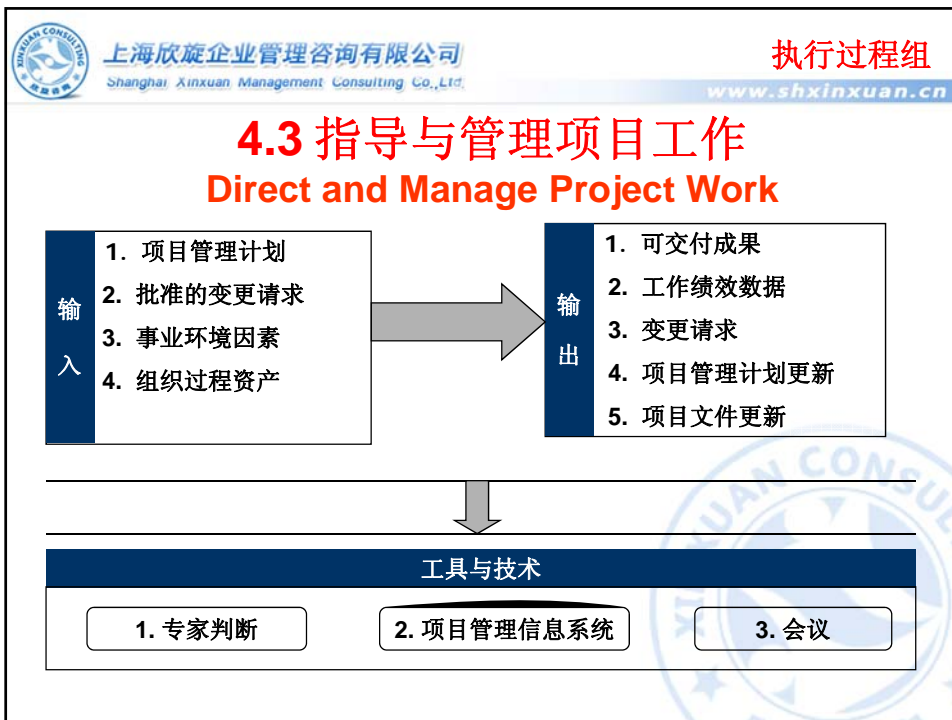 XINXUAN CONSULTING
欣旋咨询
上海欣旋企业管理咨询有限公司
Shanghai Xinxuan Management Consulting Co.,Ltd.
执行过程组
www.shxinxuan.cn
4.3 指导与管理项目工作
Direct and Manage Project Work
输入
1. 项目管理计划
2. 批准的变更请求
3. 事业环境因素
4. 组织过程资产
输出
1. 可交付成果
2. 工作绩效数据
3. 变更请求
4. 项目管理计划更新
5. 项目文件更新
工具与技术
1. 专家判断
2. 项目管理信息系统
3. 会议